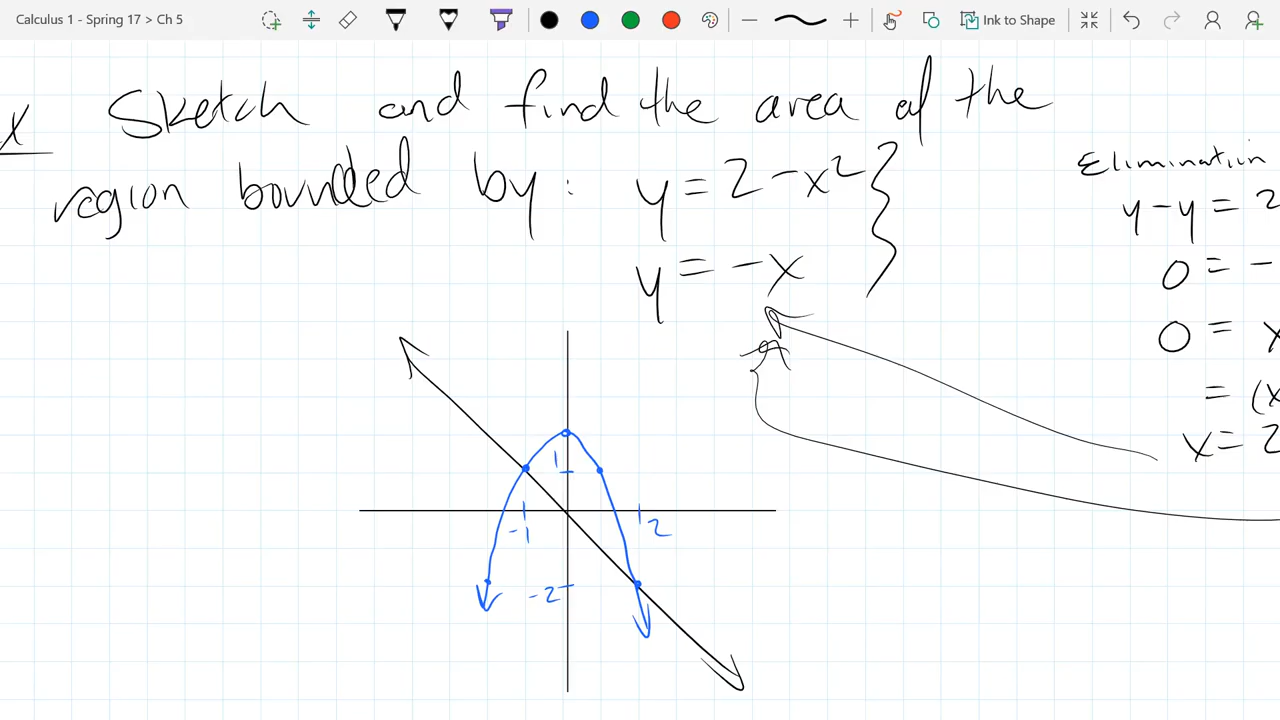 Calculus 1 - Spring 17 > Ch 5
Ink to Shape
Sketch and find the area of the
region bounded by: y = 2 - x²
y = -x
Elimination
y - y = 2
0 = -
0 = x
= (x
x = 2
1
-1
2
-2